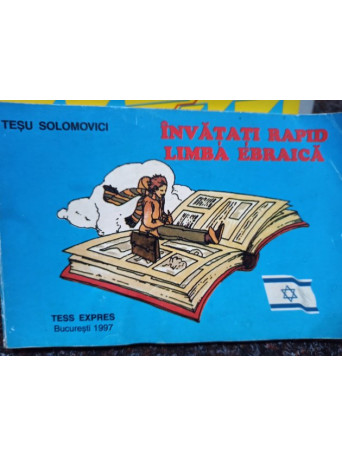 TEŞU SOLOMOVICI
ÎNVĂŢAŢI RAPID
LIMBA EBRAICĂ
TESS EXPRES
Bucureşti 1997